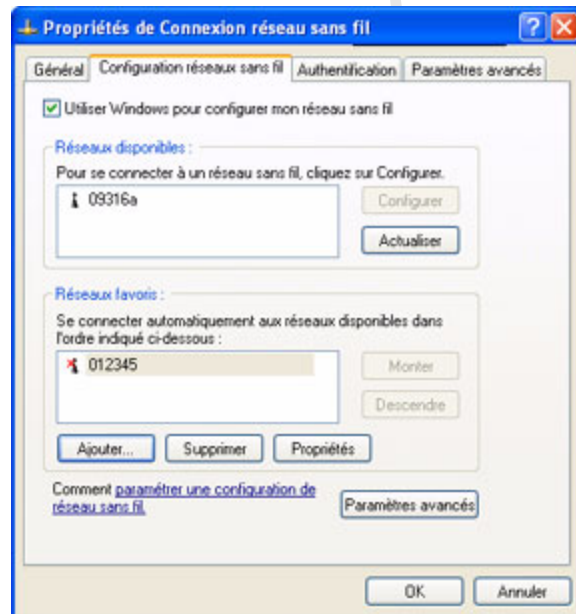 Propriétés de Connexion réseau sans fil
Général
Configuration réseaux sans fil
Authentification
Paramètres avancés
Utiliser Windows pour configurer mon réseau sans fil
Réseaux disponibles :
Pour se connecter à un réseau sans fil, cliquez sur Configurer.
09316a
Configurer
Actualiser
Réseaux favoris :
Se connecter automatiquement aux réseaux disponibles dans
l'ordre indiqué ci-dessous :
012345
Monter
Descendre
Ajouter...
Supprimer
Propriétés
Comment paramétrer une configuration de
réseau sans fil.
Paramètres avancés
OK
Annuler